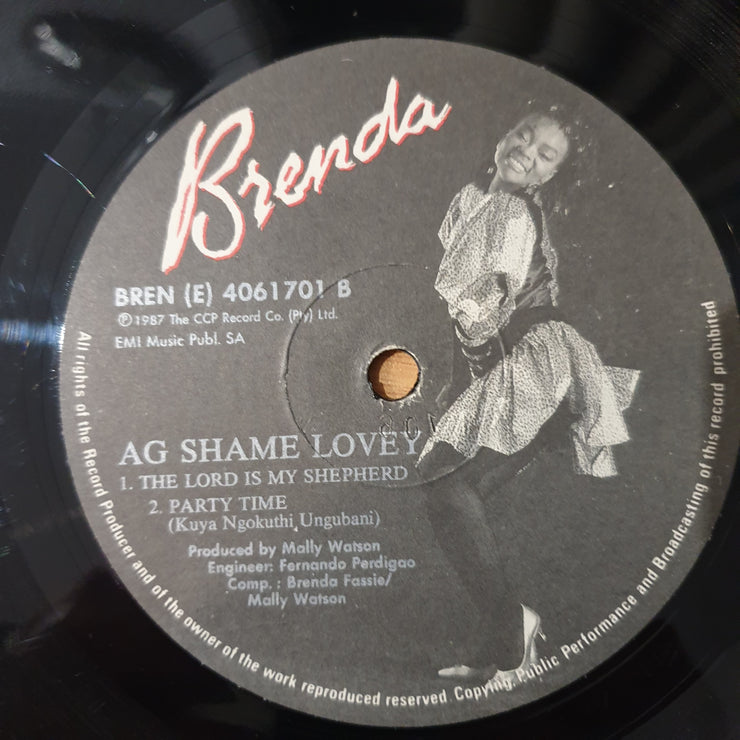 Brenda
BREN (E) 4061701 B
Ⓟ1987 The CCP Record Co. (Pty) Ltd.
EMI Music Publ. SA
AG SHAME LOVEY
1. THE LORD IS MY SHEPHERD
2. PARTY TIME
(Kuya Ngokuthi Ungubani)
Produced by Mally Watson
Engineer: Fernando Perdigao
Comp. : Brenda Fassie/
Mally Watson
All rights of the Record Producer and of the owner of the work reproduced reserved. Copying, Public Performance and Broadcasting of this record prohibited